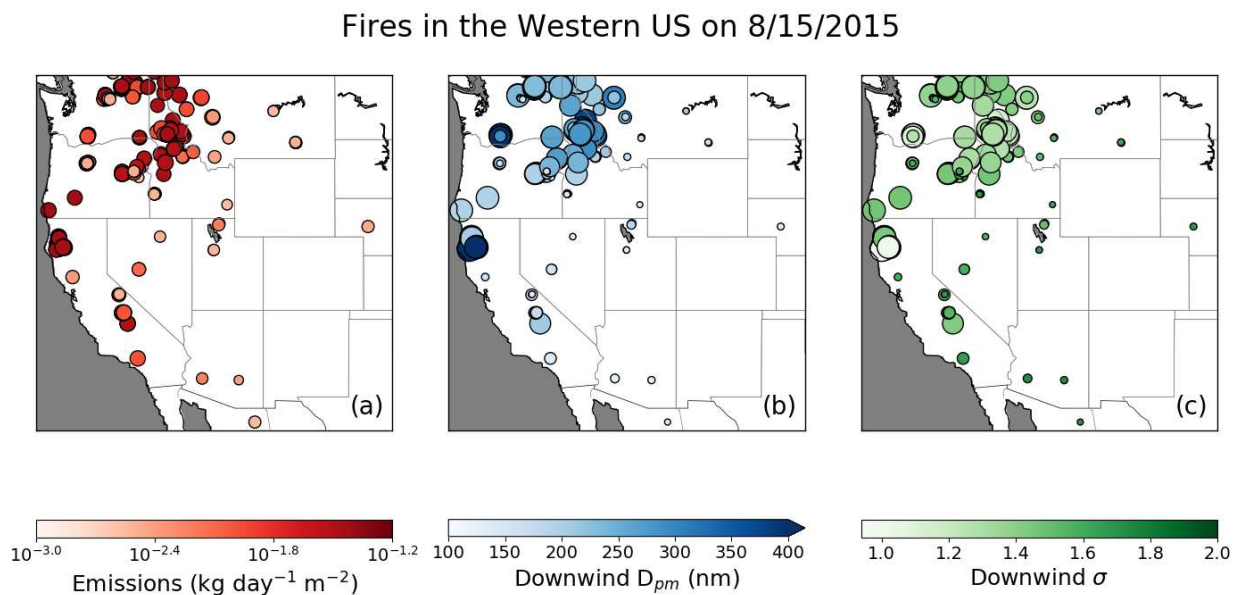 Fires in the Western US on 8/15/2015
(a)
(b)
(c)
10⁻³·⁰ 10⁻²·⁴ 10⁻¹·⁸ 10⁻¹·²
Emissions (kg day⁻¹ m⁻²)
100 150 200 250 300 350 400
Downwind Dₚₘ (nm)
1.0 1.2 1.4 1.6 1.8 2.0
Downwind σ